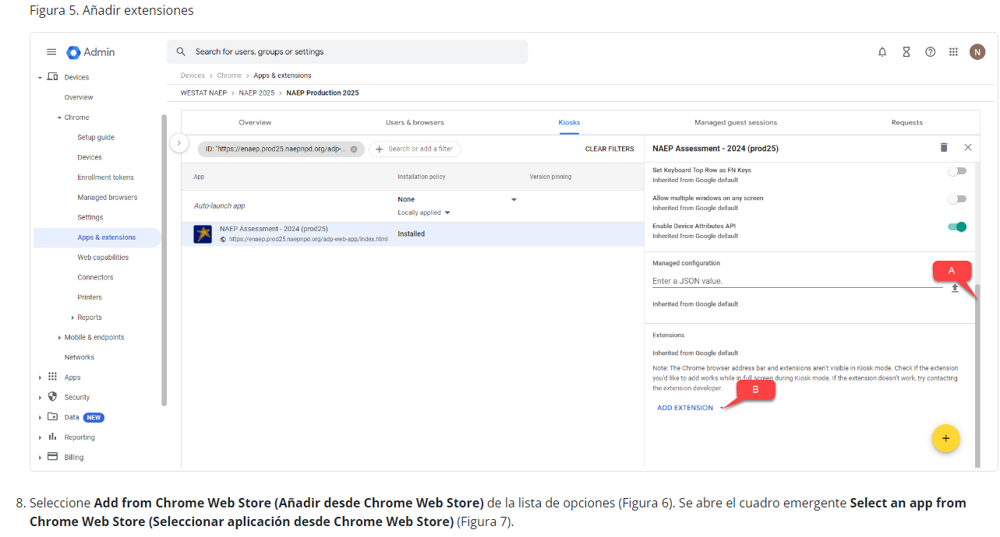 Figura 5. Añadir extensiones
Admin
Search for users, groups or settings
N
Devices
Overview
Chrome
Setup guide
Devices
Enrollment tokens
Managed browsers
Settings
Apps & extensions
Web capabilities
Connectors
Printers
Reports
Mobile & endpoints
Networks
Apps
Security
Data NEW
Reporting
Billing
Devices > Chrome > Apps & extensions
WESTAT NAEP > NAEP 2025 > NAEP Production 2025
Overview
Users & browsers
Kiosks
Managed guest sessions
Requests
ID: "https://enaep.prod25.naepnpd.org/adp-...
+ Search or add a filter
CLEAR FILTERS
App
Installation policy
Version pinning
Auto-launch app
None
Locally applied
NAEP Assessment - 2024 (prod25)
https://enaep.prod25.naepnpd.org/adp-web-app/index.html
Installed
NAEP Assessment - 2024 (prod25)
Set Keyboard Top Row as FN Keys
Inherited from Google default
Allow multiple windows on any screen
Inherited from Google default
Enable Device Attributes API
Inherited from Google default
Managed configuration
A
Enter a JSON value.
Inherited from Google default
Extensions
Inherited from Google default
Note: The Chrome browser address bar and extensions aren't visible in Kiosk mode. Check if the extension
you'd like to add works while in full screen during Kiosk mode. If the extension doesn't work, try contacting
the extension developer.
B
ADD EXTENSION
+
8. Seleccione Add from Chrome Web Store (Añadir desde Chrome Web Store) de la lista de opciones (Figura 6). Se abre el cuadro emergente Select an app from
Chrome Web Store (Seleccionar aplicación desde Chrome Web Store) (Figura 7).